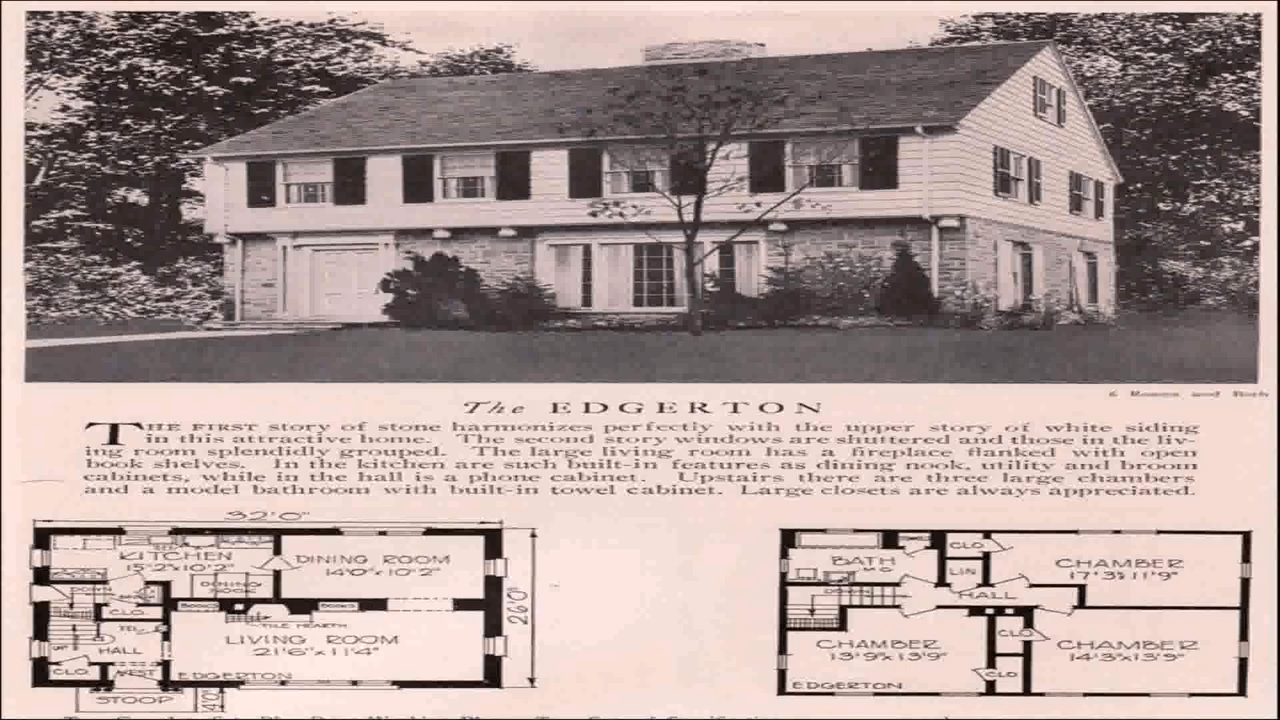 6 Rooms and Bath
The EDGERTON
THE FIRST story of stone harmonizes perfectly with the upper story of white siding
in this attractive home. The second story windows are shuttered and those in the liv-
ing room splendidly grouped. The large living room has a fireplace flanked with open
book shelves. In the kitchen are such built-in features as dining nook, utility and broom
cabinets, while in the hall is a phone cabinet. Upstairs there are three large chambers
and a model bathroom with built-in towel cabinet. Large closets are always appreciated.
32'0"
KITCHEN
15'2"x10'2"
DINING ROOM
14'0"x10'2"
DINING
NOOK
DOWN
CLO.
BOOKS
BOOKS
TILE HEARTH
TEL.
LIVING ROOM
21'6"x11'4"
HALL
CLO.
VEST.
EDGERTON
STOOP
4'0"
26'0"
BATH
M.C.
CLO.
LIN.
CHAMBER
17'3"x11'9"
DOWN
HALL
CHAMBER
13'9"x13'9"
CLO.
CLO.
CHAMBER
14'3"x13'9"
EDGERTON